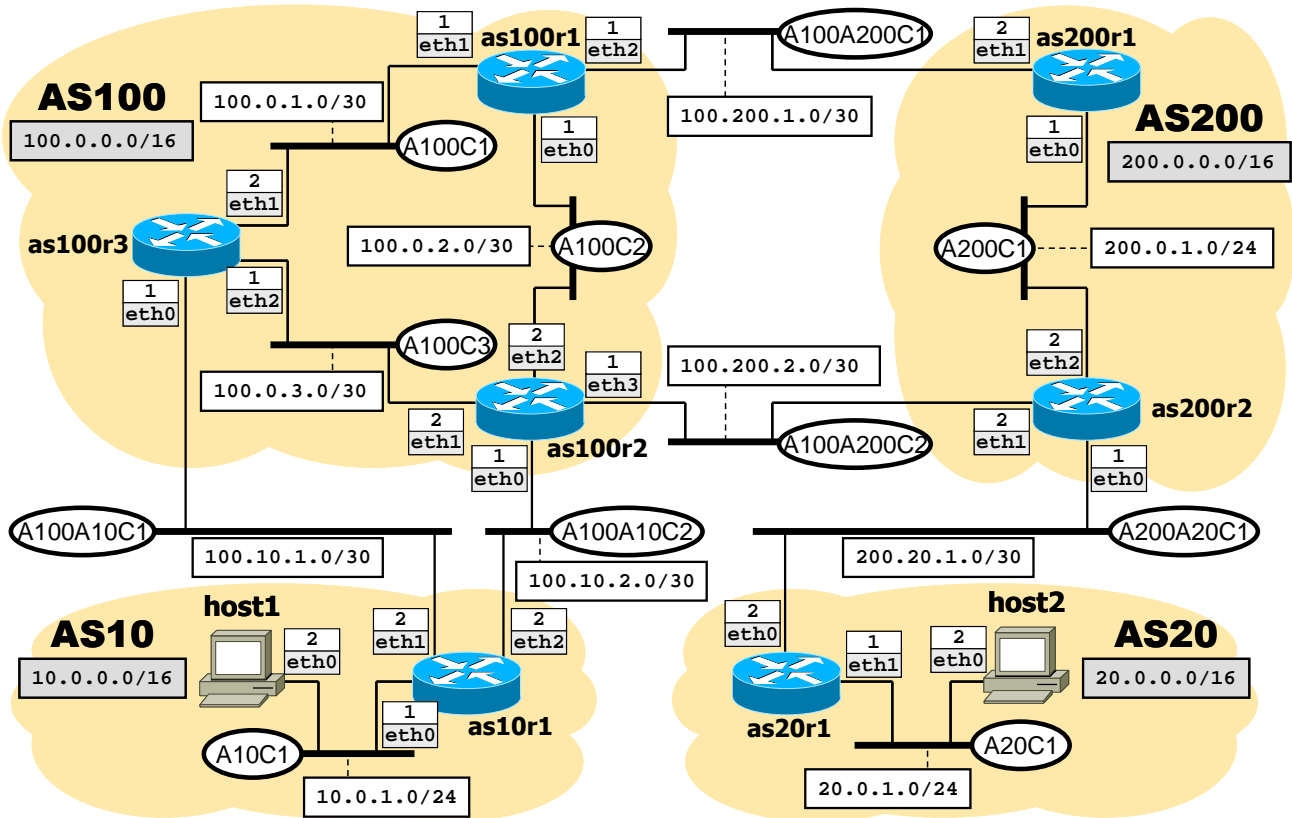 1
eth1
as100r1
1
eth2
A100A200C1
2
eth1
as200r1
AS100
100.0.0.0/16
100.0.1.0/30
100.200.1.0/30
1
eth0
1
eth0
AS200
200.0.0.0/16
A100C1
2
eth1
as100r3
100.0.2.0/30
A100C2
A200C1
200.0.1.0/24
1
eth0
1
eth2
A100C3
2
eth2
1
eth3
100.200.2.0/30
2
eth2
100.0.3.0/30
2
eth1
as100r2
A100A200C2
2
eth1
as200r2
1
eth0
1
eth0
A100A10C1
100.10.1.0/30
A100A10C2
100.10.2.0/30
200.20.1.0/30
A200A20C1
AS10
10.0.0.0/16
host1
2
eth0
2
eth1
2
eth2
1
eth0
as10r1
A10C1
10.0.1.0/24
2
eth0
1
eth1
2
eth0
host2
AS20
20.0.0.0/16
as20r1
A20C1
20.0.1.0/24